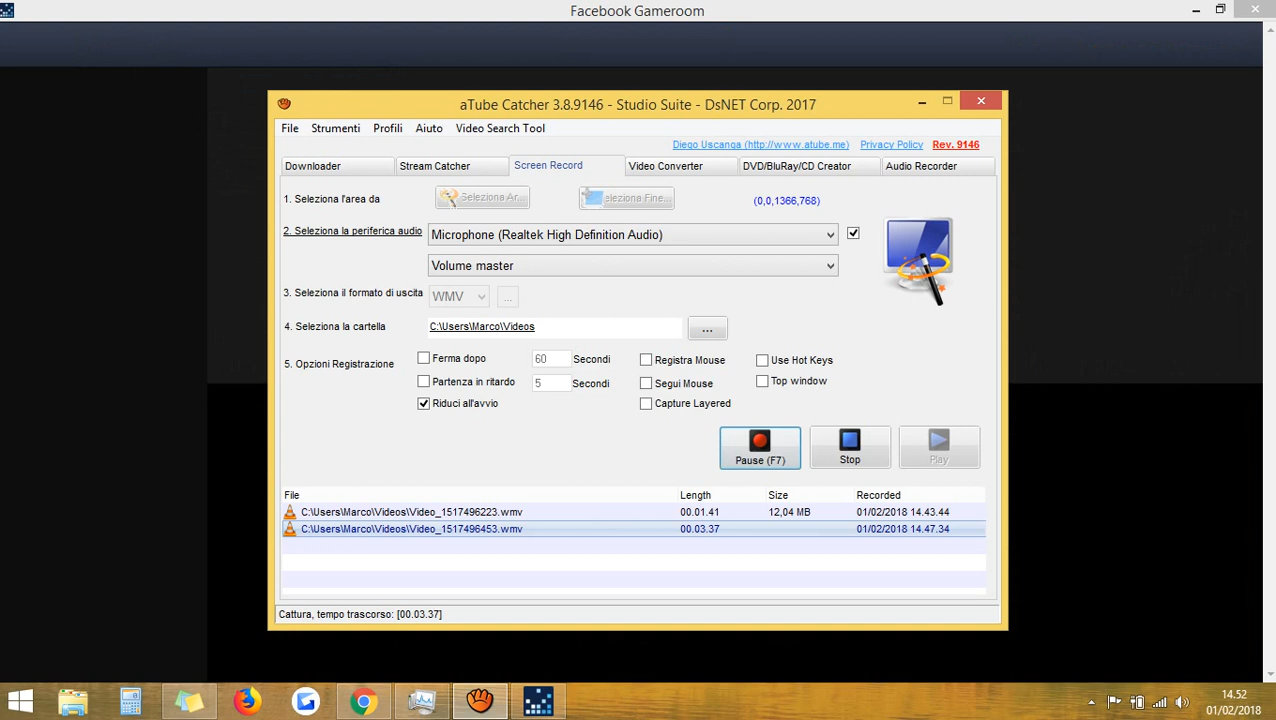 Facebook Gameroom
aTube Catcher 3.8.9146 - Studio Suite - DsNET Corp. 2017
File Strumenti Profili Aiuto Video Search Tool
Diego Uscanga (http://www.atube.me) Privacy Policy Rev. 9146
Downloader Stream Catcher Screen Record Video Converter DVD/BluRay/CD Creator Audio Recorder
1. Seleziona l'area da Seleziona Ar... eleziona Fine... (0,0,1366,768)
2. Seleziona la periferica audio Microphone (Realtek High Definition Audio)
Volume master
3. Seleziona il formato di uscita WMV ...
4. Seleziona la cartella C:\Users\Marco\Videos ...
5. Opzioni Registrazione Ferma dopo 60 Secondi Registra Mouse Use Hot Keys
Partenza in ritardo 5 Secondi Segui Mouse Top window
Riduci all'avvio Capture Layered
Pause (F7) Stop Play
File Length Size Recorded
C:\Users\Marco\Videos\Video_1517496223.wmv 00.01.41 12,04 MB 01/02/2018 14.43.44
C:\Users\Marco\Videos\Video_1517496453.wmv 00.03.37 01/02/2018 14.47.34
Cattura, tempo trascorso: [00.03.37]
14.52
01/02/2018